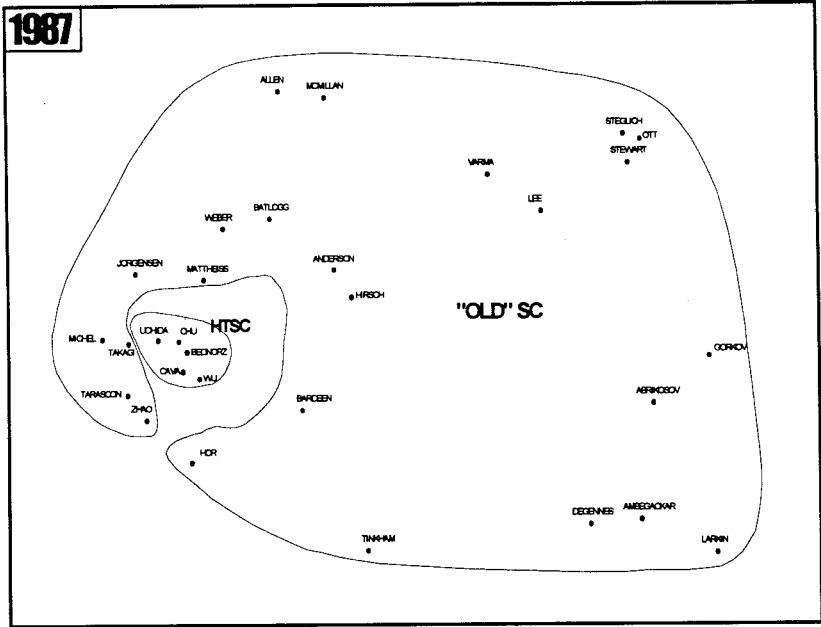 1987
ALLEN
MCMILLAN
STEGLICH
OTT
STEWART
VARMA
LEE
BATLOGG
WEBER
ANDERSON
JORGENSEN
MATTHEISS
HIRSCH
"OLD" SC
HTSC
UCHIDA
CHU
MICHEL
TAKAGI
BEDNORZ
GORKOV
CAVA
WU
TARASCON
ABRIKOSOV
ZHAO
BARDEEN
HOR
DEGENNES
AMBEGACKAR
TINKHAM
LARKIN